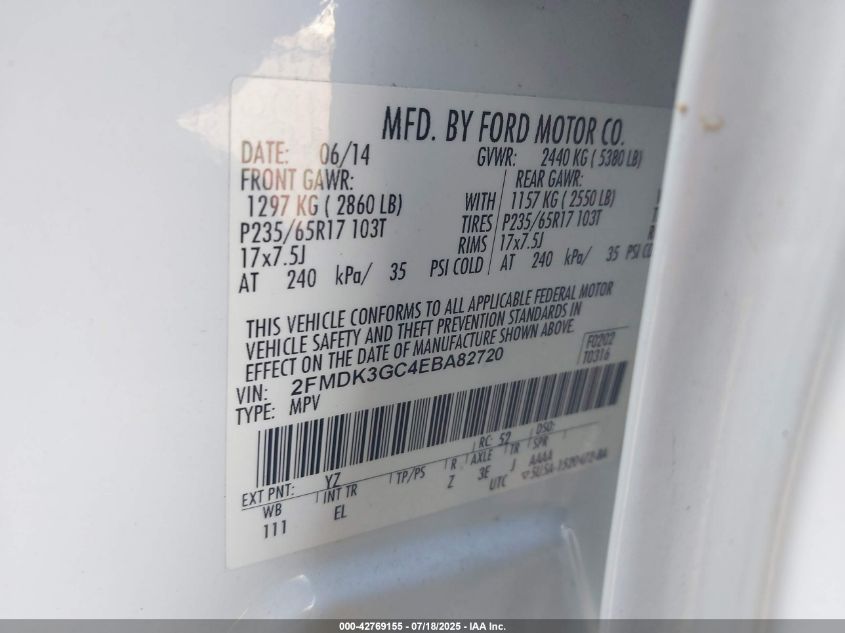 MFD. BY FORD MOTOR CO.
DATE: 06/14 GVWR: 2440 KG ( 5380 LB)
FRONT GAWR: REAR GAWR:
1297 KG ( 2860 LB) WITH 1157 KG ( 2550 LB)
P235/65R17 103T TIRES P235/65R17 103T
17x7.5J RIMS 17x7.5J
AT 240 kPa/ 35 PSI COLD AT 240 kPa/ 35 PSI
THIS VEHICLE CONFORMS TO ALL APPLICABLE FEDERAL MOTOR
VEHICLE SAFETY AND THEFT PREVENTION STANDARDS IN
EFFECT ON THE DATE OF MANUFACTURE SHOWN ABOVE.
F0202
T0316
VIN: 2FMDK3GC4EBA82720
TYPE: MPV
RC: 52 DSO:
EXT PNT: YZ
WB INT TR TP/PS R AXLE TR SPR
111 EL Z 3E J AAAA
UTC
000-42769155 - 07/18/2025 - IAA Inc.